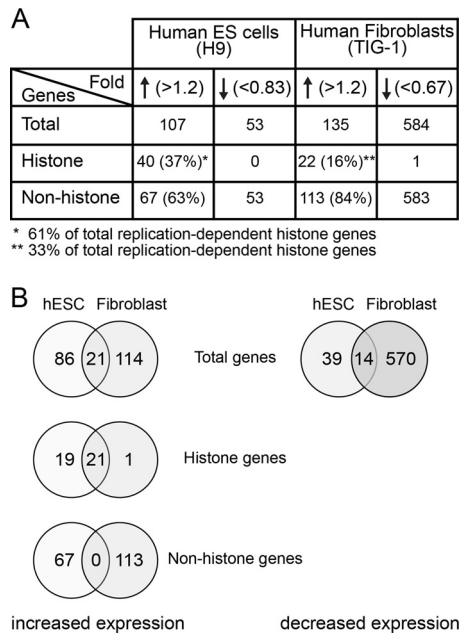 A
Human ES cells (H9)
Human Fibroblasts (TIG-1)
Fold
Genes
↑ (>1.2) ↓ (<0.83) ↑ (>1.2) ↓ (<0.67)
Total 107 53 135 584
Histone 40 (37%)* 0 22 (16%)** 1
Non-histone 67 (63%) 53 113 (84%) 583
* 61% of total replication-dependent histone genes
** 33% of total replication-dependent histone genes
B
hESC Fibroblast hESC Fibroblast
86 21 114 Total genes 39 14 570
19 21 1 Histone genes
67 0 113 Non-histone genes
increased expression decreased expression